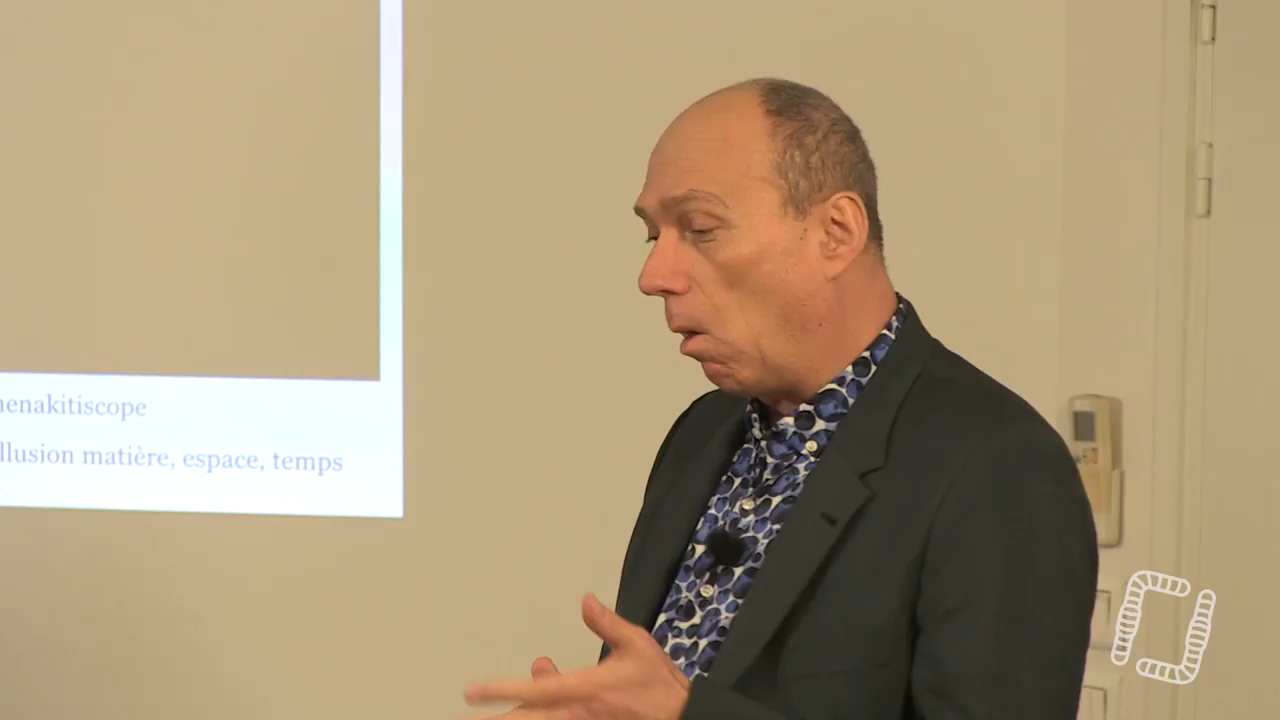 henakitiscope
llusion matière, espace, temps